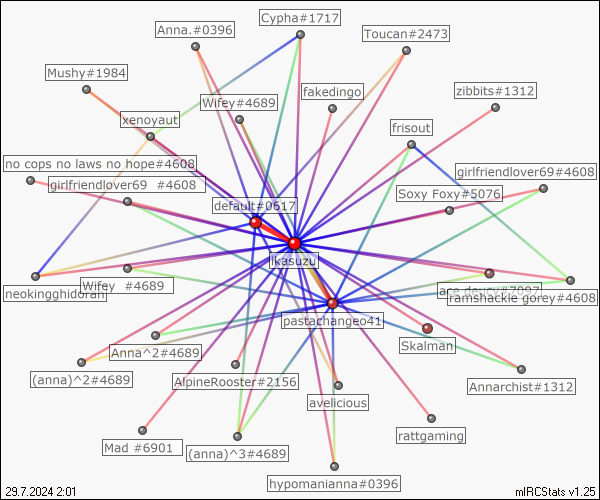 Cypha#1717
Anna.#0396
Toucan#2473
Mushy#1984
zibbits#1312
fakedingo
Wifey#4689
xenoyaut
frisout
no cops no laws no hope#4608
girlfriendlover69#4608
girlfriendlover69 #4608
Soxy Foxy#5076
default#0617
ikasuzu
Wifey #4689
ace deucy#7097
neokingghidorah
ramshackle gorey#4608
pastachangeo41
Skalman
Anna^2#4689
(anna)^2#4689
AlpineRooster#2156
Annarchist#1312
avelicious
rattgaming
Mad #6901
(anna)^3#4689
hypomanianna#0396
29.7.2024 2:01
mIRCStats v1.25